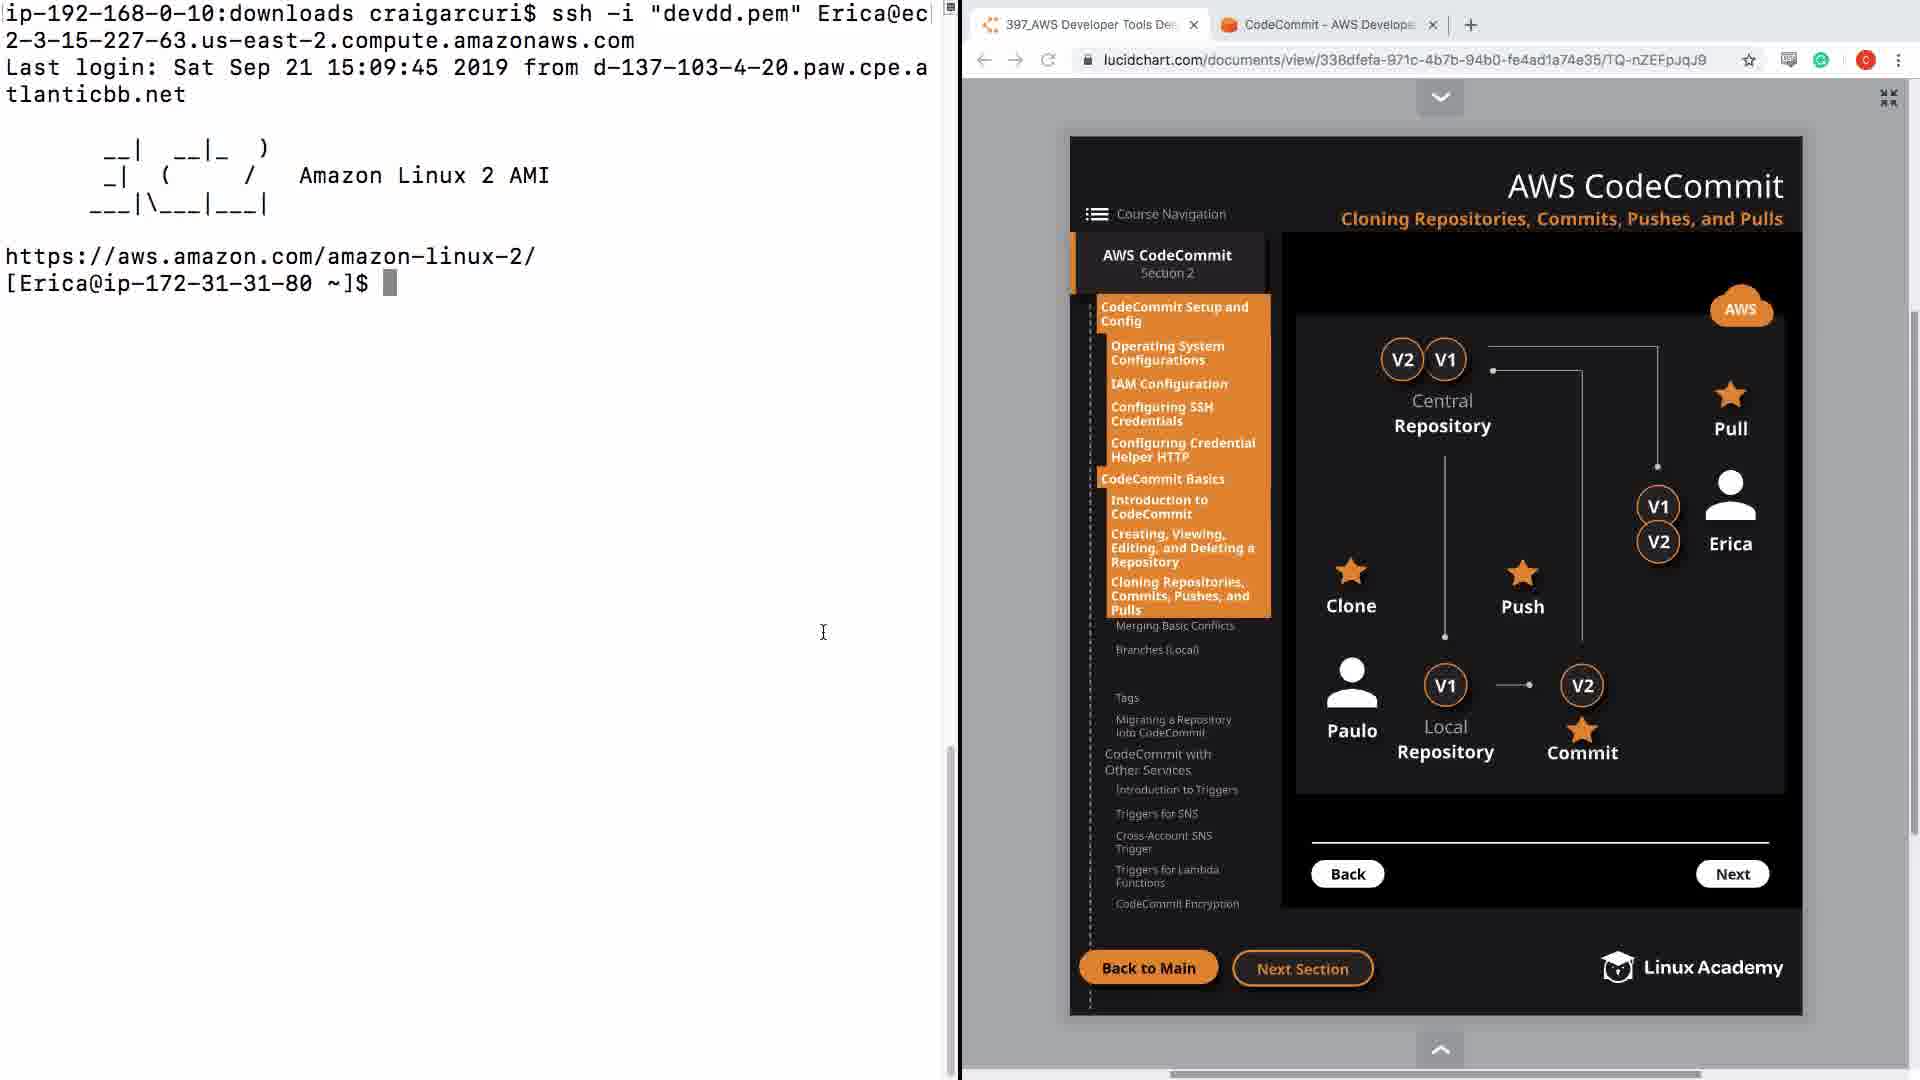 ip-192-168-0-10:downloads craigarcuri$ ssh -i "devdd.pem" Erica@ec
2-3-15-227-63.us-east-2.compute.amazonaws.com
Last login: Sat Sep 21 15:09:45 2019 from d-137-103-4-20.paw.cpe.a
tlanticbb.net
__|  __|_  )
_|  (     /   Amazon Linux 2 AMI
___|\___|___|
https://aws.amazon.com/amazon-linux-2/
[Erica@ip-172-31-31-80 ~]$
397_AWS Developer Tools De
CodeCommit - AWS Develope
lucidchart.com/documents/view/338dfefa-971c-4b7b-94b0-fe4ad1a74e35/TQ-nZEFpJqJ9
C
AWS CodeCommit
Cloning Repositories, Commits, Pushes, and Pulls
Course Navigation
AWS CodeCommit
Section 2
CodeCommit Setup and
Config
Operating System
Configurations
IAM Configuration
Configuring SSH
Credentials
Configuring Credential
Helper HTTP
CodeCommit Basics
Introduction to
CodeCommit
Creating, Viewing,
Editing, and Deleting a
Repository
Cloning Repositories,
Commits, Pushes, and
Pulls
Merging Basic Conflicts
Branches (Local)
Tags
Migrating a Repository
into CodeCommit
CodeCommit with
Other Services
Introduction to Triggers
Triggers for SNS
Cross-Account SNS
Trigger
Triggers for Lambda
Functions
CodeCommit Encryption
AWS
V2 V1
Central
Repository
Pull
V1
V2
Erica
Clone
Push
Paulo
V1
Local
Repository
V2
Commit
Back
Next
Back to Main
Next Section
Linux Academy